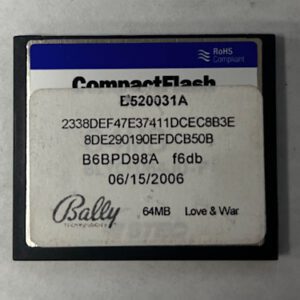 RoHS
Compliant
CompactFlash
E520031A
2338DEF47E37411DCEC8B3E
8DE290190EFDCB50B
B6BPD98A f6db
06/15/2006
Bally 64MB Love & War